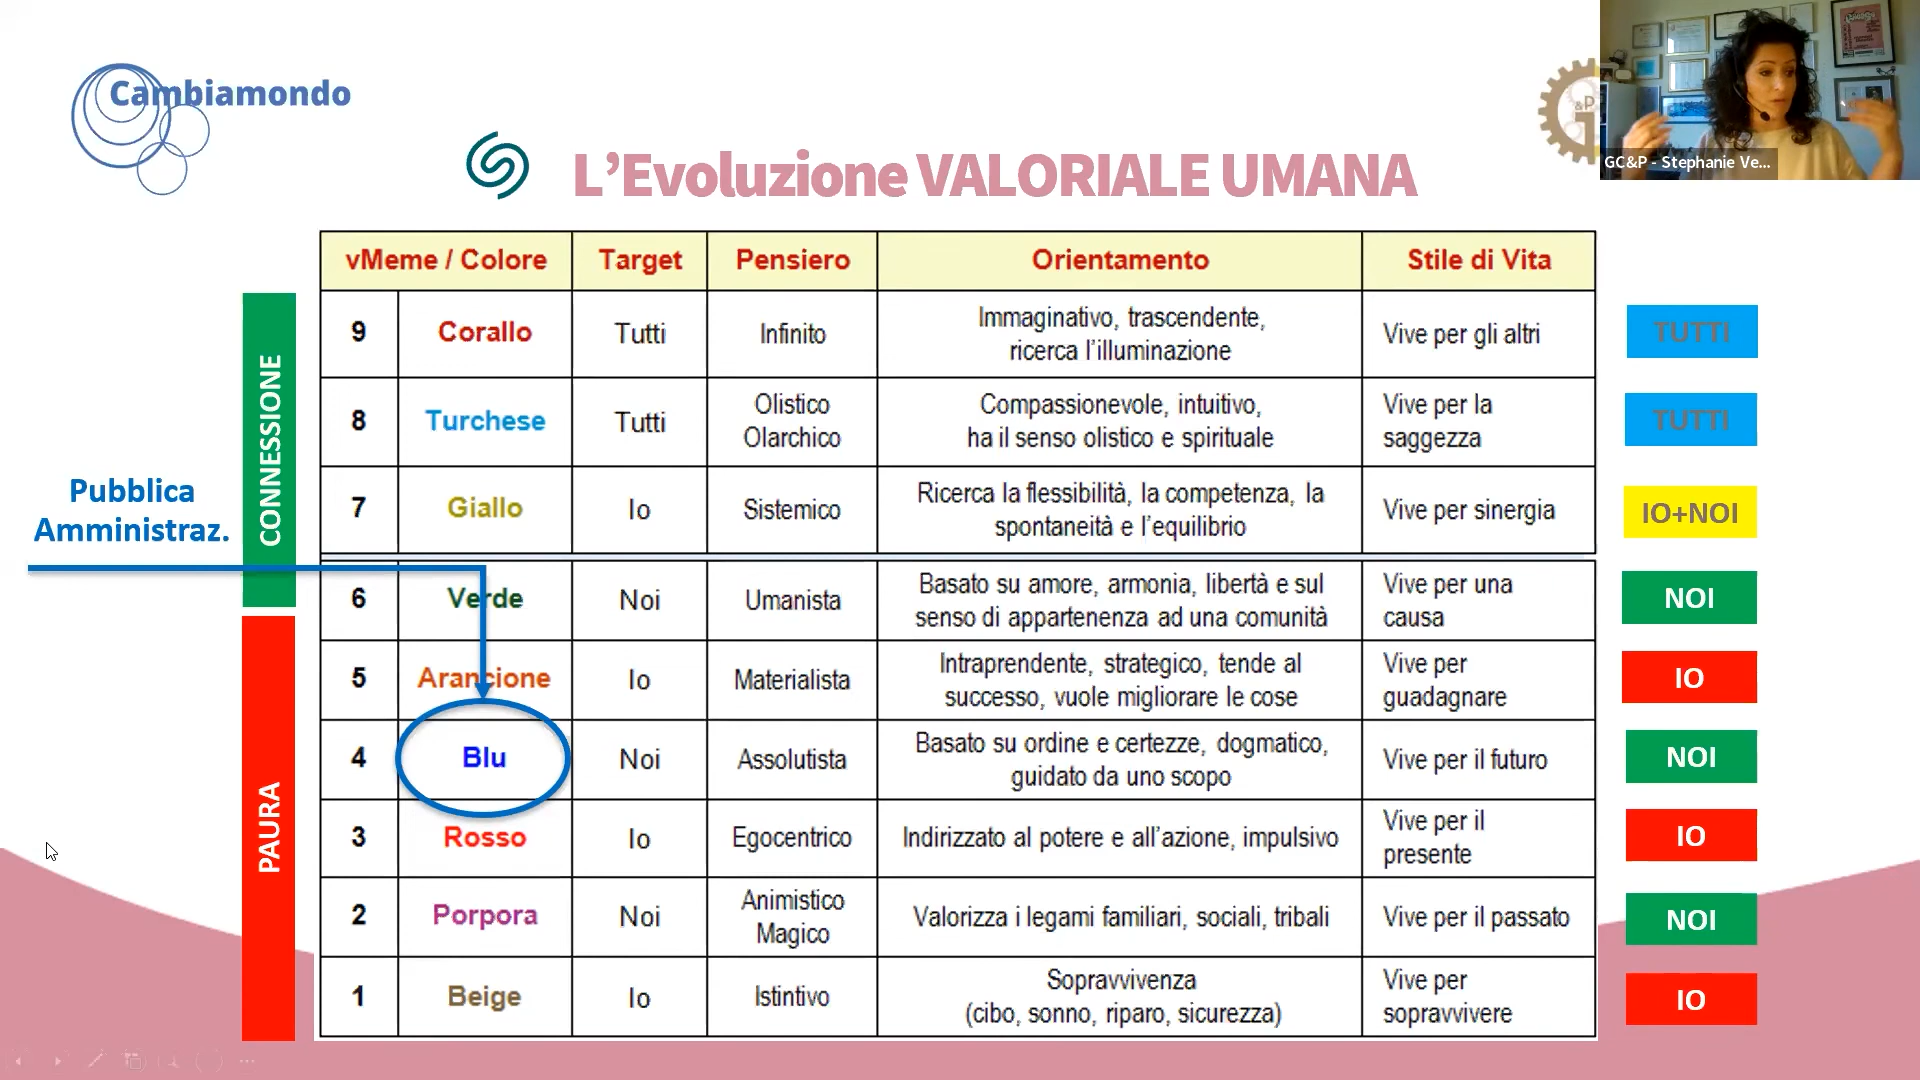 Cambiamondo
GC&P - Stephanie Ve...
L’Evoluzione VALORIALE UMANA
vMeme / Colore Target Pensiero Orientamento Stile di Vita
CONNESSIONE
PAURA
Pubblica
Amministraz.
9 Corallo Tutti Infinito Immaginativo, trascendente,
ricerca l’illuminazione Vive per gli altri TUTTI
8 Turchese Tutti Olistico
Olarchico Compassionevole, intuitivo,
ha il senso olistico e spirituale Vive per la
saggezza TUTTI
7 Giallo Io Sistemico Ricerca la flessibilità, la competenza, la
spontaneità e l’equilibrio Vive per sinergia IO+NOI
6 Verde Noi Umanista Basato su amore, armonia, libertà e sul
senso di appartenenza ad una comunità Vive per una
causa NOI
5 Arancione Io Materialista Intraprendente, strategico, tende al
successo, vuole migliorare le cose Vive per
guadagnare IO
4 Blu Noi Assolutista Basato su ordine e certezze, dogmatico,
guidato da uno scopo Vive per il futuro NOI
3 Rosso Io Egocentrico Indirizzato al potere e all’azione, impulsivo Vive per il
presente IO
2 Porpora Noi Animistico
Magico Valorizza i legami familiari, sociali, tribali Vive per il passato NOI
1 Beige Io Istintivo Sopravvivenza
(cibo, sonno, riparo, sicurezza) Vive per
sopravvivere IO